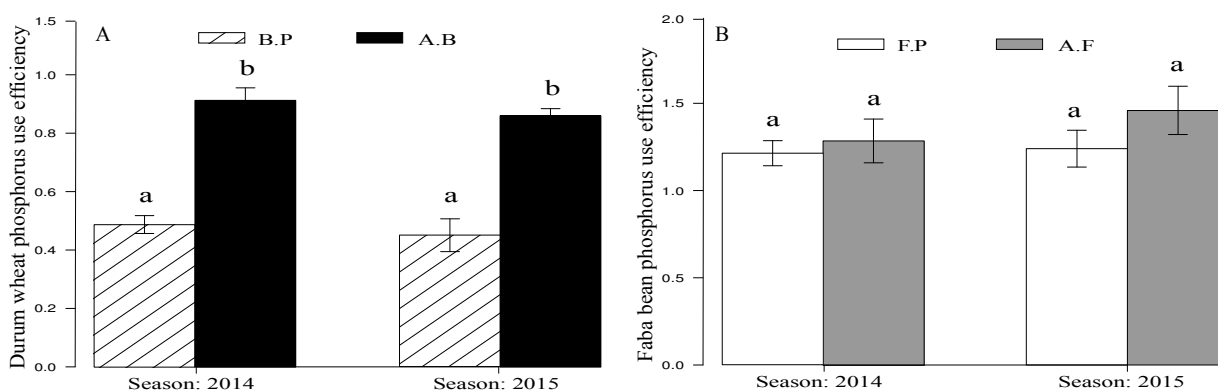 A
B.P
A.B
Durum wheat phosphorus use efficiency
1.5
1.0
0.8
0.6
0.4
0.2
0.0
a
b
a
b
Season: 2014
Season: 2015
B
F.P
A.F
Faba bean phosphorus use efficiency
2.0
1.5
1.0
0.5
0.0
a
a
a
a
Season: 2014
Season: 2015